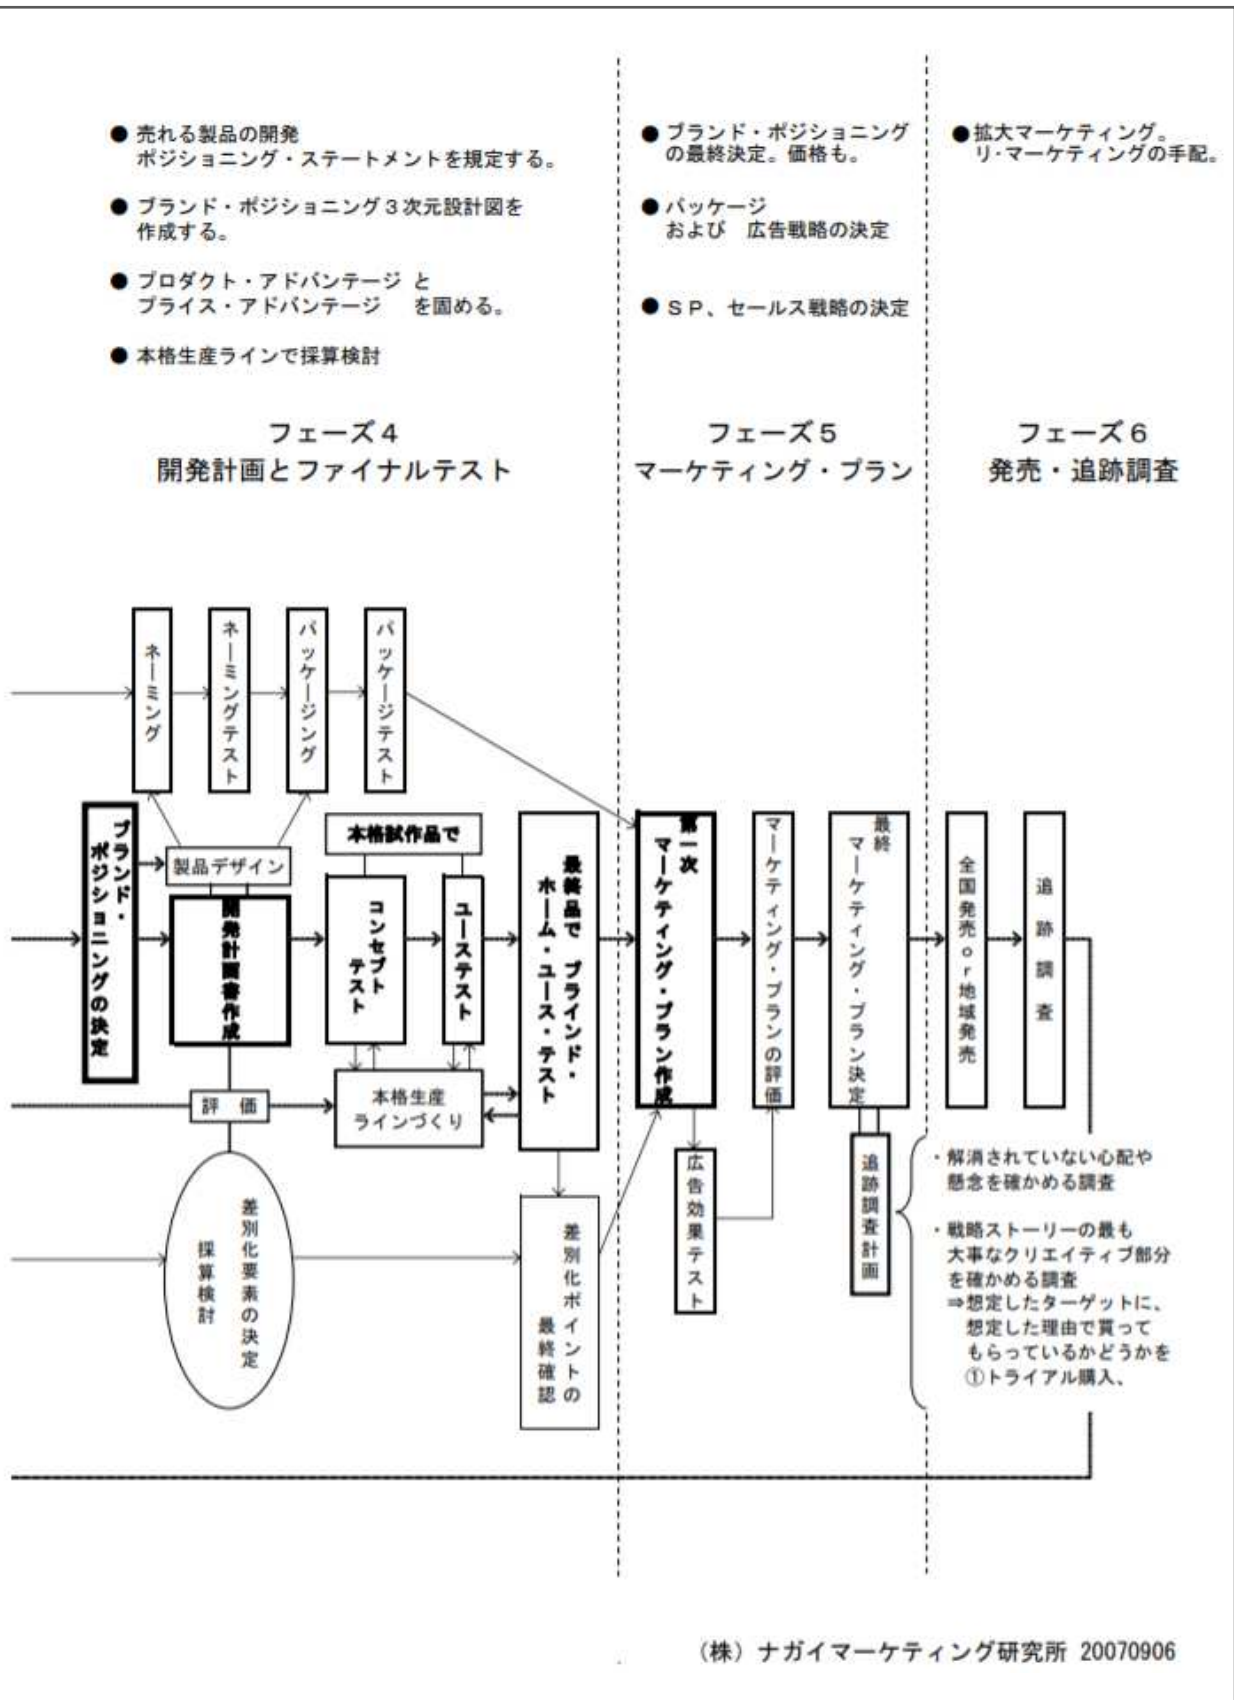 ● 売れる製品の開発
ポジショニング・ステートメントを規定する。
● ブランド・ポジショニング３次元設計図を
作成する。
● プロダクト・アドバンテージ と
プライス・アドバンテージ を固める。
● 本格生産ラインで採算検討
● ブランド・ポジショニング
の最終決定。価格も。
● パッケージ
および 広告戦略の決定
● ＳＰ、セールス戦略の決定
● 拡大マーケティング。
リ・マーケティングの手配。
フェーズ４
開発計画とファイナルテスト
フェーズ５
マーケティング・プラン
フェーズ６
発売・追跡調査
ネーミング
ネーミングテスト
パッケージング
パッケージテスト
ブランド・
ポジショニングの決定
製品デザイン
開発計画書作成
本格試作品で
コンセプト
テスト
ユーステスト
最終品で ブラインド・
ホーム・ユース・テスト
第一次
マーケティング・プラン作成
マーケティング・プランの評価
最終
マーケティング・プラン決定
全国発売or地域発売
追跡調査
評 価
本格生産
ラインづくり
差別化要素の決定
採算検討
差別化ポイントの
最終確認
広告効果テスト
追跡調査計画
・解消されていない心配や
懸念を確かめる調査
・戦略ストーリーの最も
大事なクリエイティブ部分
を確かめる調査
⇒想定したターゲットに、
想定した理由で買って
もらっているかどうかを
①トライアル購入、
（株）ナガイマーケティング研究所 20070906